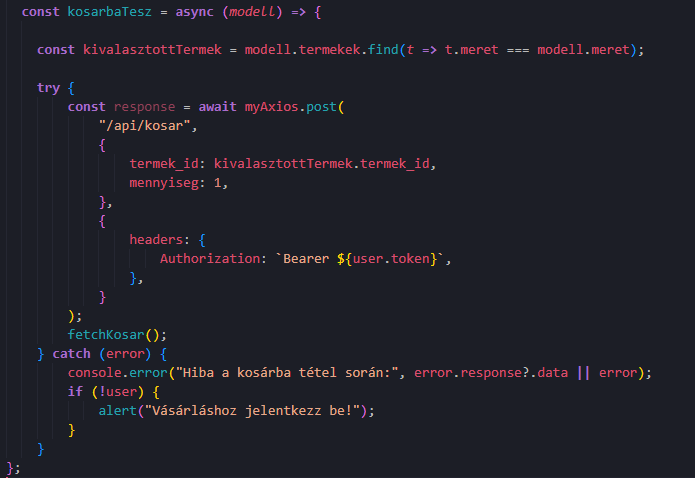 const kosarbaTesz = async (modell) => {
const kivalasztottTermek = modell.termekek.find(t => t.meret === modell.meret);
try {
const response = await myAxios.post(
"/api/kosar",
{
termek_id: kivalasztottTermek.termek_id,
mennyiseg: 1,
},
{
headers: {
Authorization: `Bearer ${user.token}`,
},
}
);
fetchKosar();
} catch (error) {
console.error("Hiba a kosárba tétel során:", error.response?.data || error);
if (!user) {
alert("Vásárláshoz jelentkezz be!");
}
}
};